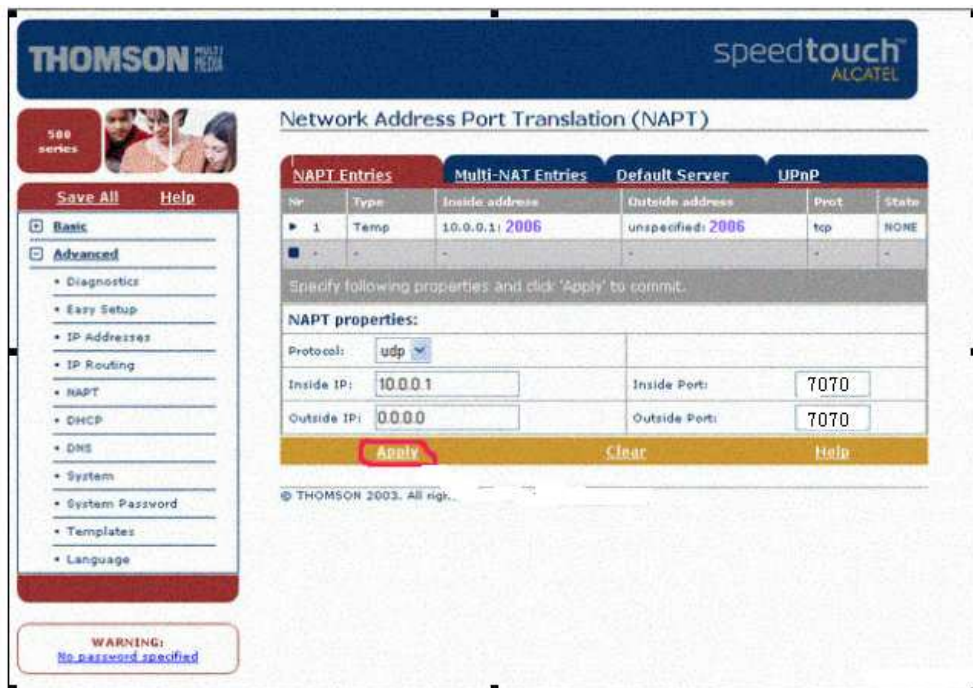 THOMSON MULTI MEDIA
speedtouch™
ALCATEL
500 series
Save All Help
Basic
Advanced
• Diagnostics
• Easy Setup
• IP Addresses
• IP Routing
• NAPT
• DHCP
• DNS
• System
• System Password
• Templates
• Language
WARNING:
No password specified
Network Address Port Translation (NAPT)
NAPT Entries Multi-NAT Entries Default Server UPnP
Nr Type Inside address Outside address Prot State
1 Temp 10.0.0.1: 2006 unspecified: 2006 tcp NONE
- - - - - -
Specify following properties and click 'Apply' to commit.
NAPT properties:
Protocol: udp
Inside IP: 10.0.0.1 Inside Port: 7070
Outside IP: 0.0.0.0 Outside Port: 7070
Apply Clear Help
© THOMSON 2003. All